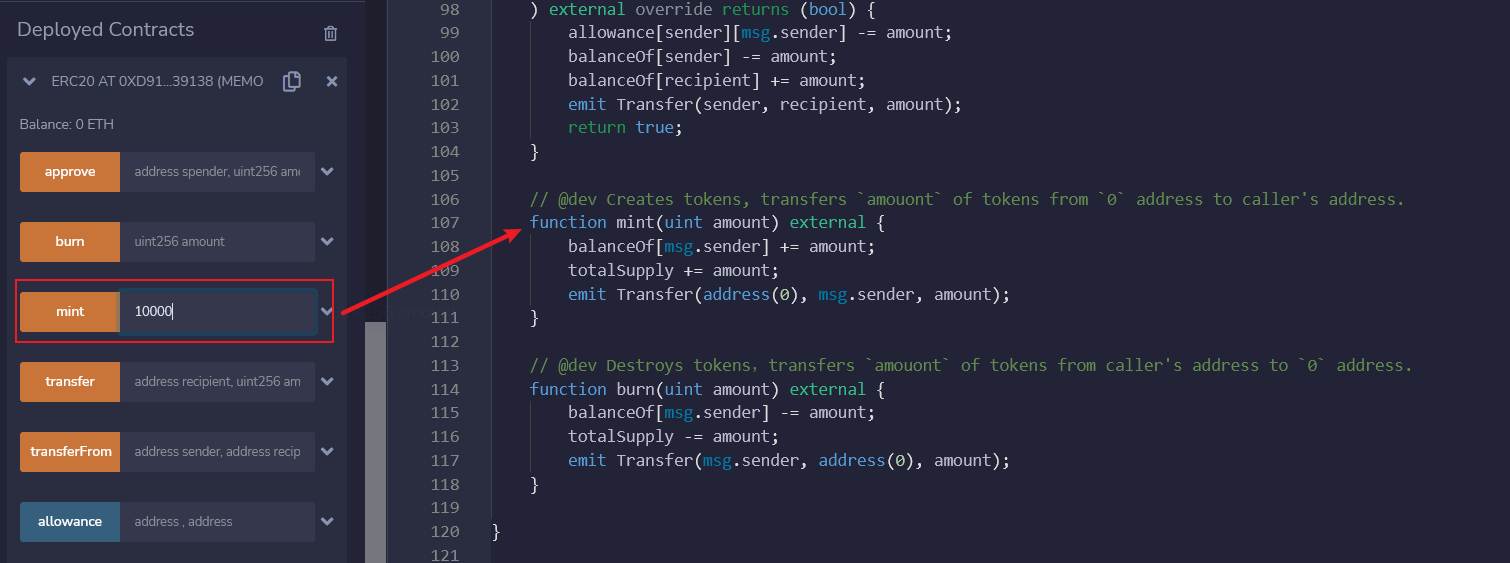 Deployed Contracts
ERC20 AT 0XD91...39138 (MEMO
Balance: 0 ETH
approve address spender, uint256 amo
burn uint256 amount
mint 10000
transfer address recipient, uint256 am
transferFrom address sender, address recip
allowance address , address
98 ) external override returns (bool) {
99 allowance[sender][msg.sender] -= amount;
100 balanceOf[sender] -= amount;
101 balanceOf[recipient] += amount;
102 emit Transfer(sender, recipient, amount);
103 return true;
104 }
105
106 // @dev Creates tokens, transfers `amouont` of tokens from `0` address to caller's address.
107 function mint(uint amount) external {
108 balanceOf[msg.sender] += amount;
109 totalSupply += amount;
110 emit Transfer(address(0), msg.sender, amount);
111 }
112
113 // @dev Destroys tokens, transfers `amouont` of tokens from caller's address to `0` address.
114 function burn(uint amount) external {
115 balanceOf[msg.sender] -= amount;
116 totalSupply -= amount;
117 emit Transfer(msg.sender, address(0), amount);
118 }
119
120 }
121